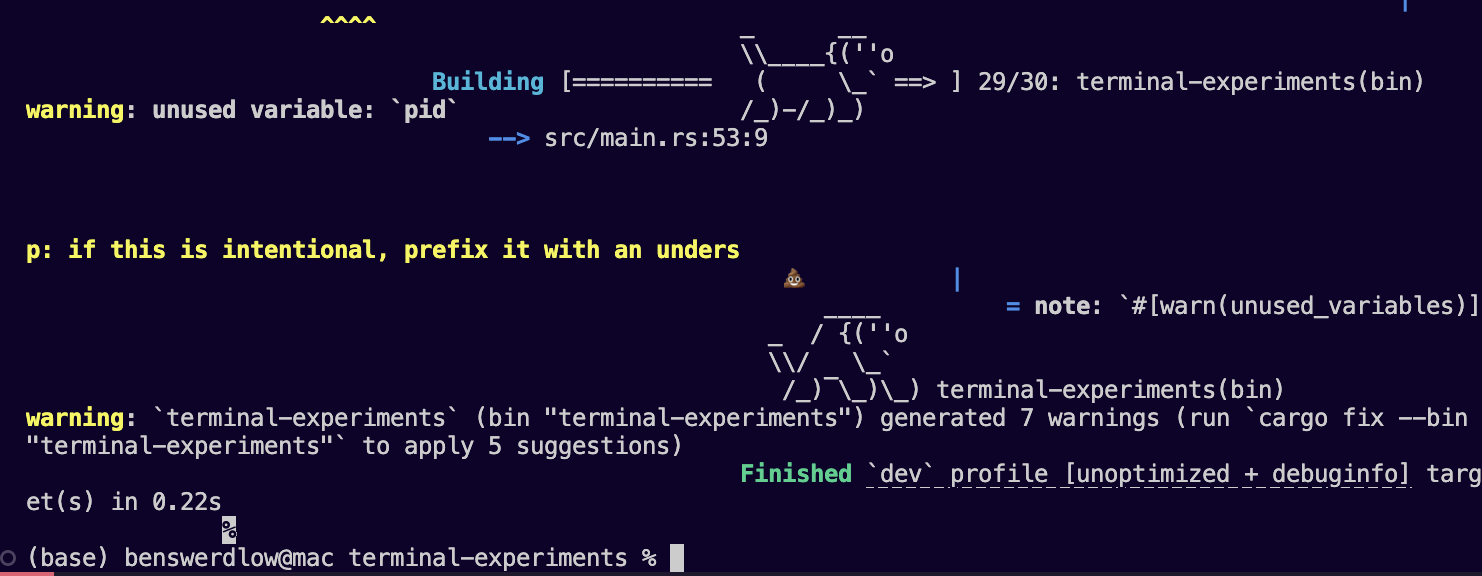 ^^^^
_      __
\\____{(''o
Building [==========   (     \_` ==> ] 29/30: terminal-experiments(bin)
warning: unused variable: `pid`                    /_)-/_)_)
--> src/main.rs:53:9
p: if this is intentional, prefix it with an unders
💩           |
____         = note: `#[warn(unused_variables)]
_  / {(''o
\\/ _ \_`
/_) \_)\_) terminal-experiments(bin)
warning: `terminal-experiments` (bin "terminal-experiments") generated 7 warnings (run `cargo fix --bin
"terminal-experiments"` to apply 5 suggestions)
Finished `dev` profile [unoptimized + debuginfo] targ
et(s) in 0.22s
%
(base) benswerdlow@mac terminal-experiments %